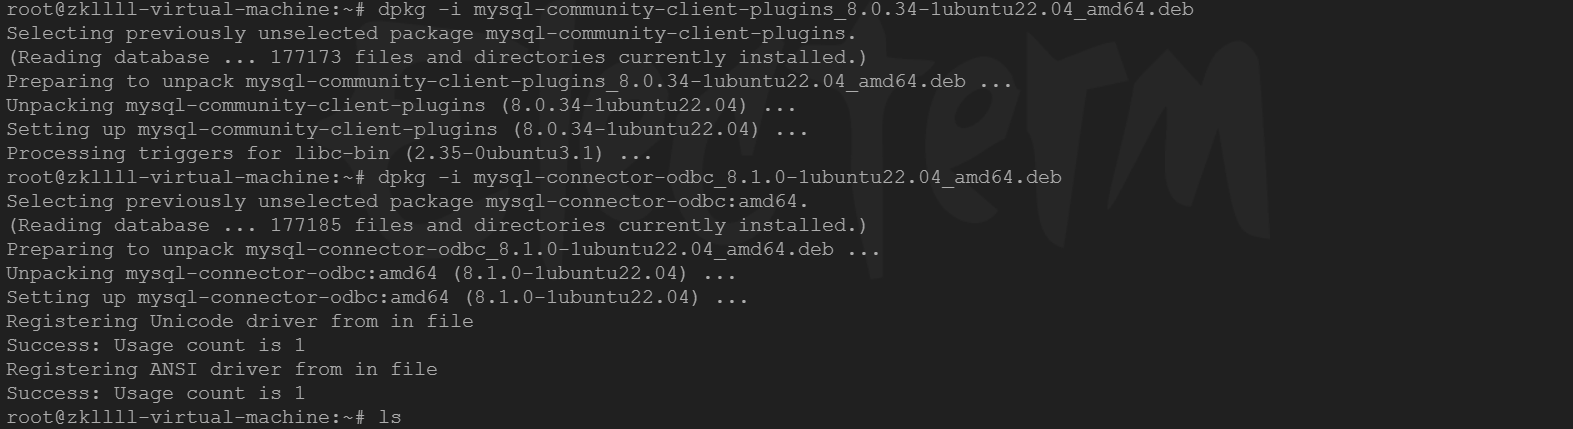 root@zkllll-virtual-machine:~# dpkg -i mysql-community-client-plugins_8.0.34-1ubuntu22.04_amd64.deb
Selecting previously unselected package mysql-community-client-plugins.
(Reading database ... 177173 files and directories currently installed.)
Preparing to unpack mysql-community-client-plugins_8.0.34-1ubuntu22.04_amd64.deb ...
Unpacking mysql-community-client-plugins (8.0.34-1ubuntu22.04) ...
Setting up mysql-community-client-plugins (8.0.34-1ubuntu22.04) ...
Processing triggers for libc-bin (2.35-0ubuntu3.1) ...
root@zkllll-virtual-machine:~# dpkg -i mysql-connector-odbc_8.1.0-1ubuntu22.04_amd64.deb
Selecting previously unselected package mysql-connector-odbc:amd64.
(Reading database ... 177185 files and directories currently installed.)
Preparing to unpack mysql-connector-odbc_8.1.0-1ubuntu22.04_amd64.deb ...
Unpacking mysql-connector-odbc:amd64 (8.1.0-1ubuntu22.04) ...
Setting up mysql-connector-odbc:amd64 (8.1.0-1ubuntu22.04) ...
Registering Unicode driver from in file
Success: Usage count is 1
Registering ANSI driver from in file
Success: Usage count is 1
root@zkllll-virtual-machine:~# ls
electerm